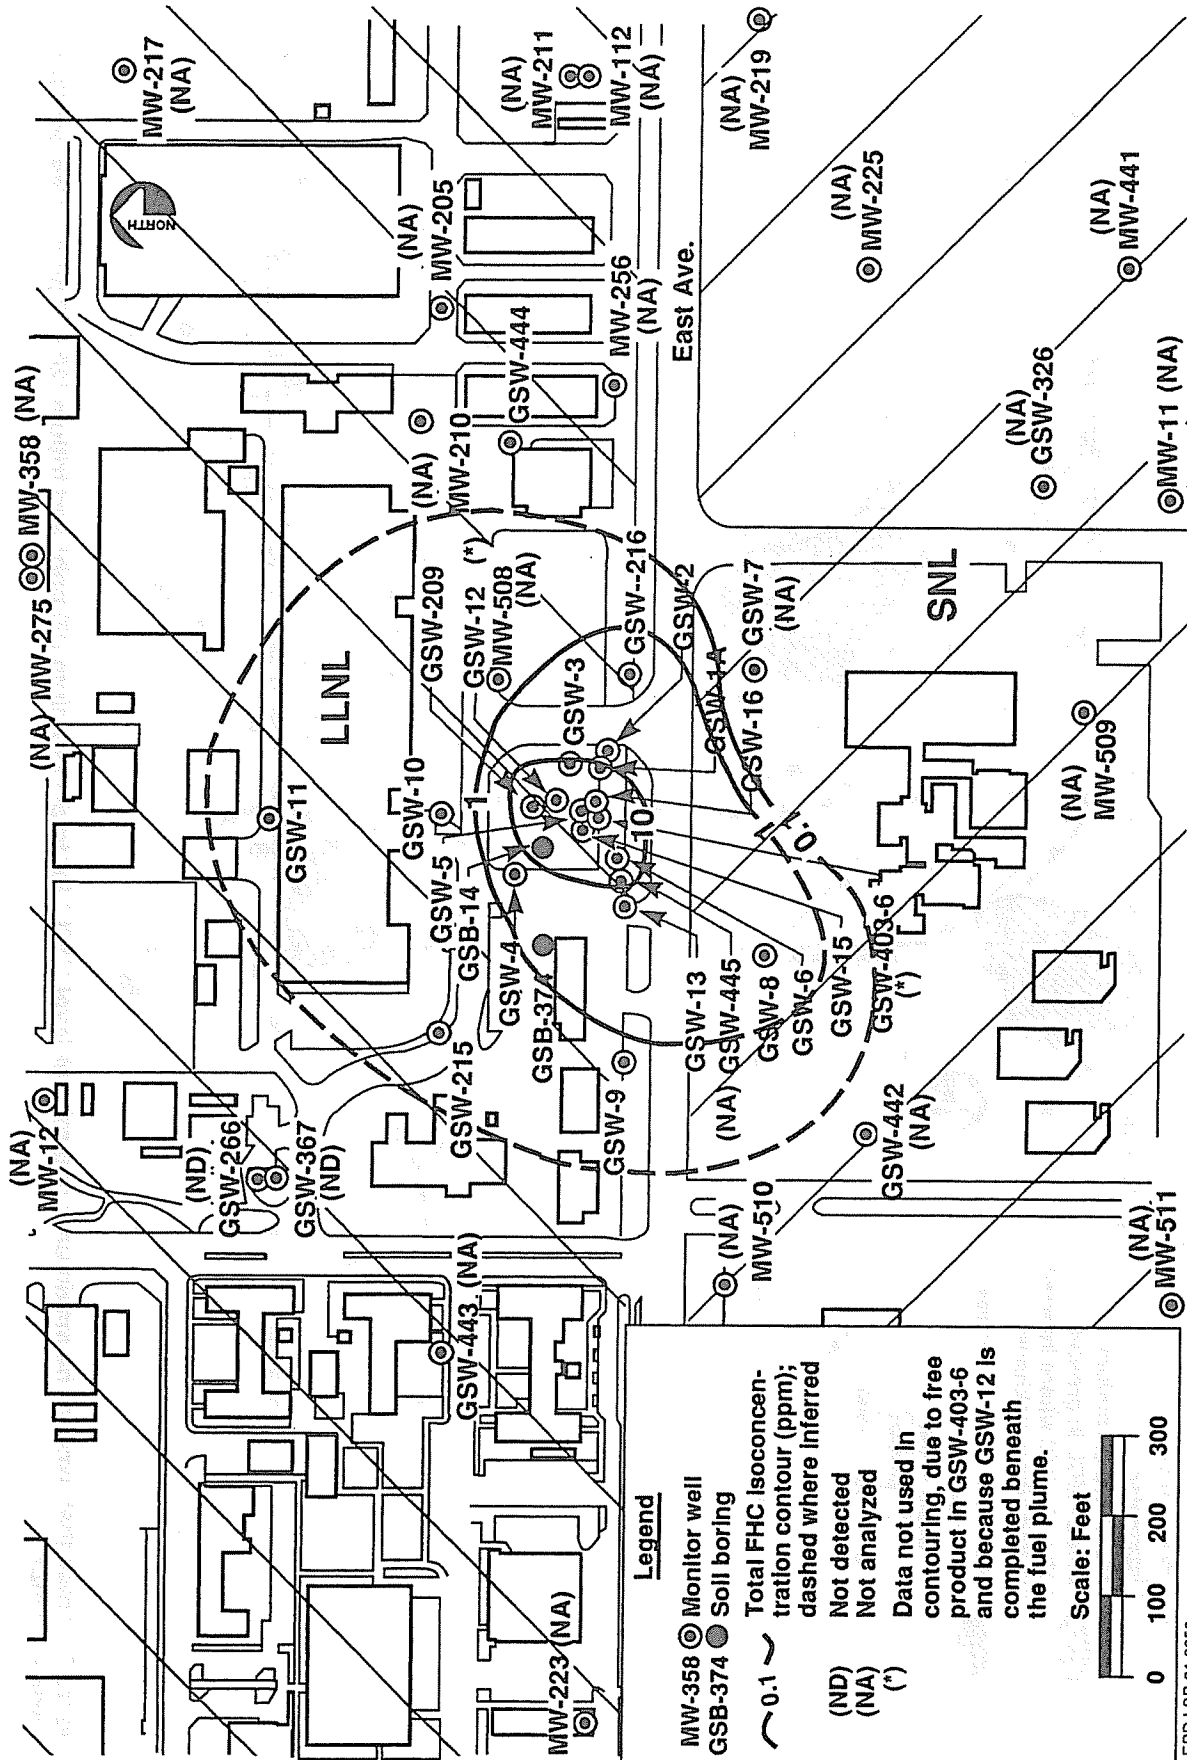 (NA)
MW-217
(NA)
NORTH
(NA)
MW-211
MW-112
(NA)
(NA)
MW-219
(NA)
MW-205
(NA)
MW-225
MW-256
(NA)
(NA)
MW-441
GSW-444
East Ave.
MW-358 (NA)
(NA)
MW-210
(NA)
GSW-326
MW-11 (NA)
(NA) MW-275
LLNL
GSW-209
GSW-12 (*)
MW-508
(NA)
GSW-3
GSW--216
GSW-2
GSW-1A
GSW-16
GSW-7
(NA)
SNL
(NA)
MW-509
GSW-11
GSW-10
1
10
0.1
GSW-5
GSB-14
GSW-4
GSB-374
GSW-215
GSW-9
GSW-13
(NA) GSW-445
GSW-8
GSW-6
GSW-15
GSW-403-6
(*)
(NA)
MW-12
(ND)
GSW-266
GSW-367
(ND)
GSW-442
(NA)
(NA)
MW-510
(NA)
MW-511
GSW-443 (NA)
MW-223 (NA)
Legend
MW-358 Monitor well
GSB-374 Soil boring
0.1 Total FHC isoconcen-
tration contour (ppm);
dashed where inferred
(ND) Not detected
(NA) Not analyzed
(*) Data not used in
contouring, due to free
product in GSW-403-6
and because GSW-12 is
completed beneath
the fuel plume.
Scale: Feet
0 100 200 300